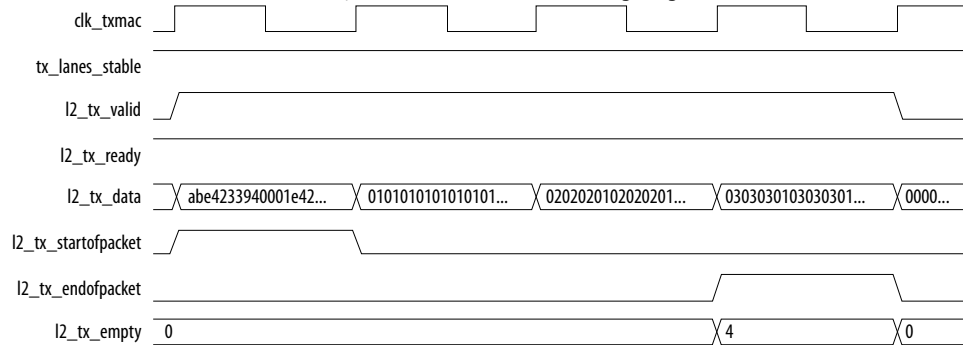 clk_txmac
tx_lanes_stable
l2_tx_valid
l2_tx_ready
l2_tx_data abe4233940001e42... 0101010101010101... 0202020102020201... 0303030103030301... 0000...
l2_tx_startofpacket
l2_tx_endofpacket
l2_tx_empty 0 4 0